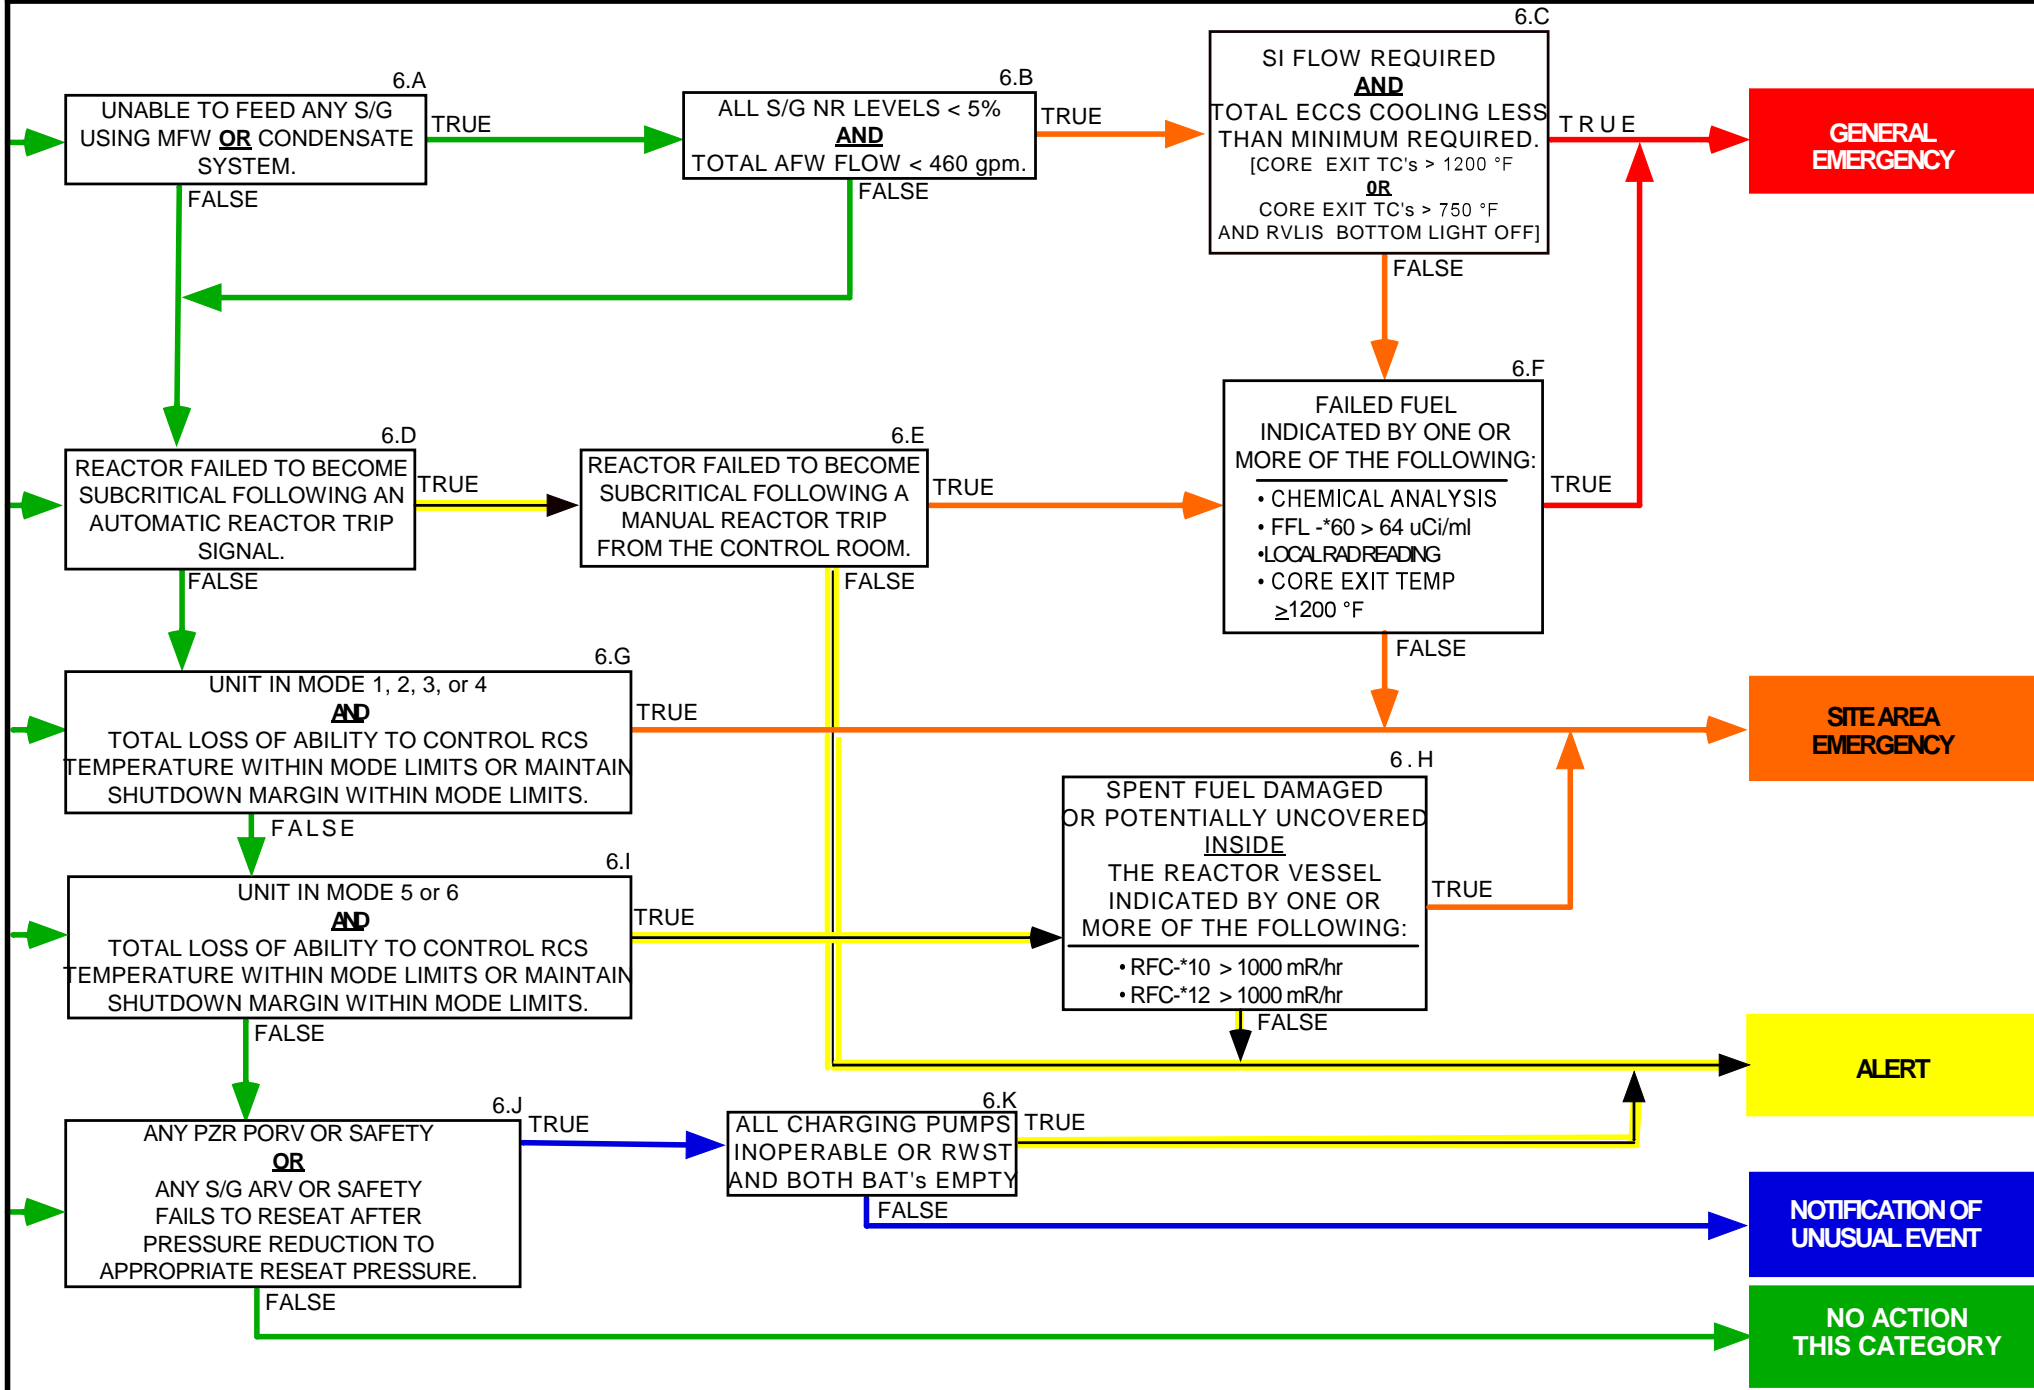 6.A
UNABLE TO FEED ANY S/G
USING MFW OR CONDENSATE
SYSTEM.
TRUE
FALSE
6.B
ALL S/G NR LEVELS < 5%
AND
TOTAL AFW FLOW < 460 gpm.
TRUE
FALSE
6.C
SI FLOW REQUIRED
AND
TOTAL ECCS COOLING LESS
THAN MINIMUM REQUIRED.
[CORE EXIT TC's > 1200 °F
OR
CORE EXIT TC's > 750 °F
AND RVLIS BOTTOM LIGHT OFF]
TRUE
FALSE
GENERAL
EMERGENCY
6.D
REACTOR FAILED TO BECOME
SUBCRITICAL FOLLOWING AN
AUTOMATIC REACTOR TRIP
SIGNAL.
TRUE
FALSE
6.E
REACTOR FAILED TO BECOME
SUBCRITICAL FOLLOWING A
MANUAL REACTOR TRIP
FROM THE CONTROL ROOM.
TRUE
FALSE
6.F
FAILED FUEL
INDICATED BY ONE OR
MORE OF THE FOLLOWING:
• CHEMICAL ANALYSIS
• FFL -*60 > 64 uCi/ml
•LOCAL RAD READING
• CORE EXIT TEMP
≥1200 °F
TRUE
FALSE
6.G
UNIT IN MODE 1, 2, 3, or 4
AND
TOTAL LOSS OF ABILITY TO CONTROL RCS
TEMPERATURE WITHIN MODE LIMITS OR MAINTAIN
SHUTDOWN MARGIN WITHIN MODE LIMITS.
TRUE
FALSE
SITE AREA
EMERGENCY
6.H
SPENT FUEL DAMAGED
OR POTENTIALLY UNCOVERED
INSIDE
THE REACTOR VESSEL
INDICATED BY ONE OR
MORE OF THE FOLLOWING:
• RFC-*10 > 1000 mR/hr
• RFC-*12 > 1000 mR/hr
TRUE
FALSE
6.I
UNIT IN MODE 5 or 6
AND
TOTAL LOSS OF ABILITY TO CONTROL RCS
TEMPERATURE WITHIN MODE LIMITS OR MAINTAIN
SHUTDOWN MARGIN WITHIN MODE LIMITS.
TRUE
FALSE
ALERT
6.J
ANY PZR PORV OR SAFETY
OR
ANY S/G ARV OR SAFETY
FAILS TO RESEAT AFTER
PRESSURE REDUCTION TO
APPROPRIATE RESEAT PRESSURE.
TRUE
FALSE
6.K
ALL CHARGING PUMPS
INOPERABLE OR RWST
AND BOTH BAT's EMPTY
TRUE
FALSE
NOTIFICATION OF
UNUSUAL EVENT
NO ACTION
THIS CATEGORY